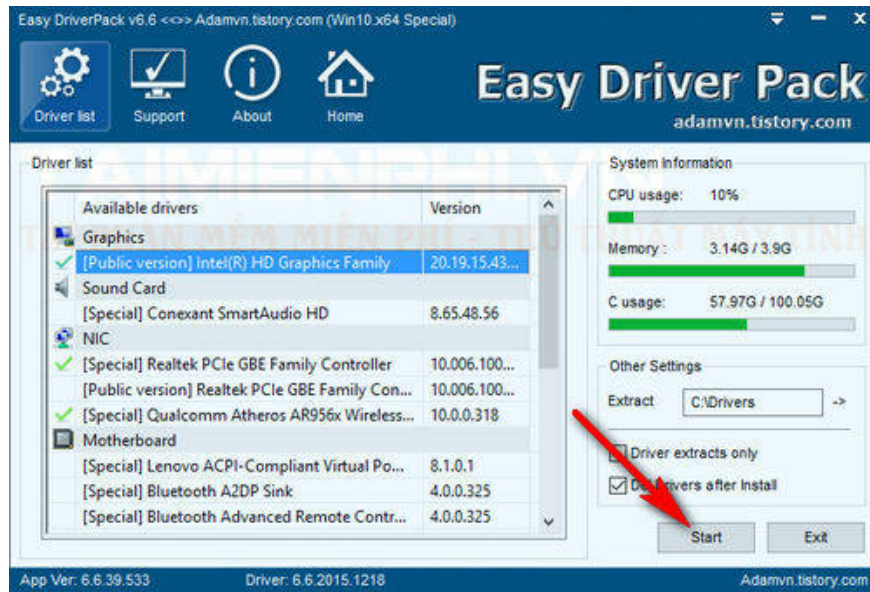 Easy DriverPack v6.6 <<>> Adamvn.tistory.com (Win10.x64 Special)
Driver list
Support
About
Home
Easy Driver Pack
adamvn.tistory.com
Driver list
Available drivers Version
Graphics
[Public version] Intel(R) HD Graphics Family 20.19.15.43...
Sound Card
[Special] Conexant SmartAudio HD 8.65.48.56
NIC
[Special] Realtek PCIe GBE Family Controller 10.006.100...
[Public version] Realtek PCIe GBE Family Con... 10.006.100...
[Special] Qualcomm Atheros AR956x Wireless... 10.0.0.318
Motherboard
[Special] Lenovo ACPI-Compliant Virtual Po... 8.1.0.1
[Special] Bluetooth A2DP Sink 4.0.0.325
[Special] Bluetooth Advanced Remote Contr... 4.0.0.325
System Information
CPU usage: 10%
Memory : 3.14G / 3.9G
C usage: 57.97G / 100.05G
Other Settings
Extract C:\Drivers ->
Driver extracts only
Drivers after Install
Start
Exit
App Ver: 6.6.39.533
Driver: 6.6.2015.1218
Adamvn.tistory.com